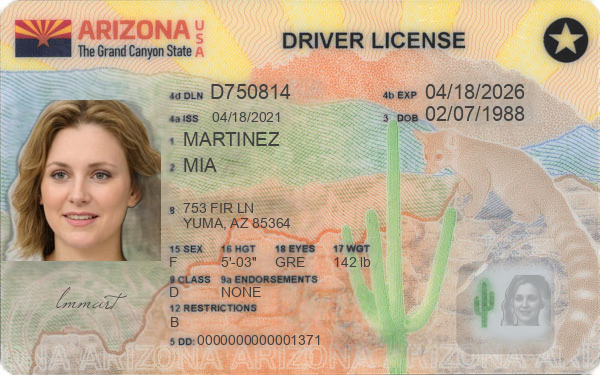 ARIZONA USA
The Grand Canyon State
DRIVER LICENSE
4d DLN D750814 4b EXP 04/18/2026
4a ISS 04/18/2021 3 DOB 02/07/1988
1 MARTINEZ
2 MIA
8 753 FIR LN
YUMA, AZ 85364
15 SEX 16 HGT 18 EYES 17 WGT
F 5'-03" GRE 142 lb
9 CLASS 9a ENDORSEMENTS
D NONE
12 RESTRICTIONS
B
5 DD: 0000000000001371
ARIZONA ARIZONA ARIZONA ARIZONA